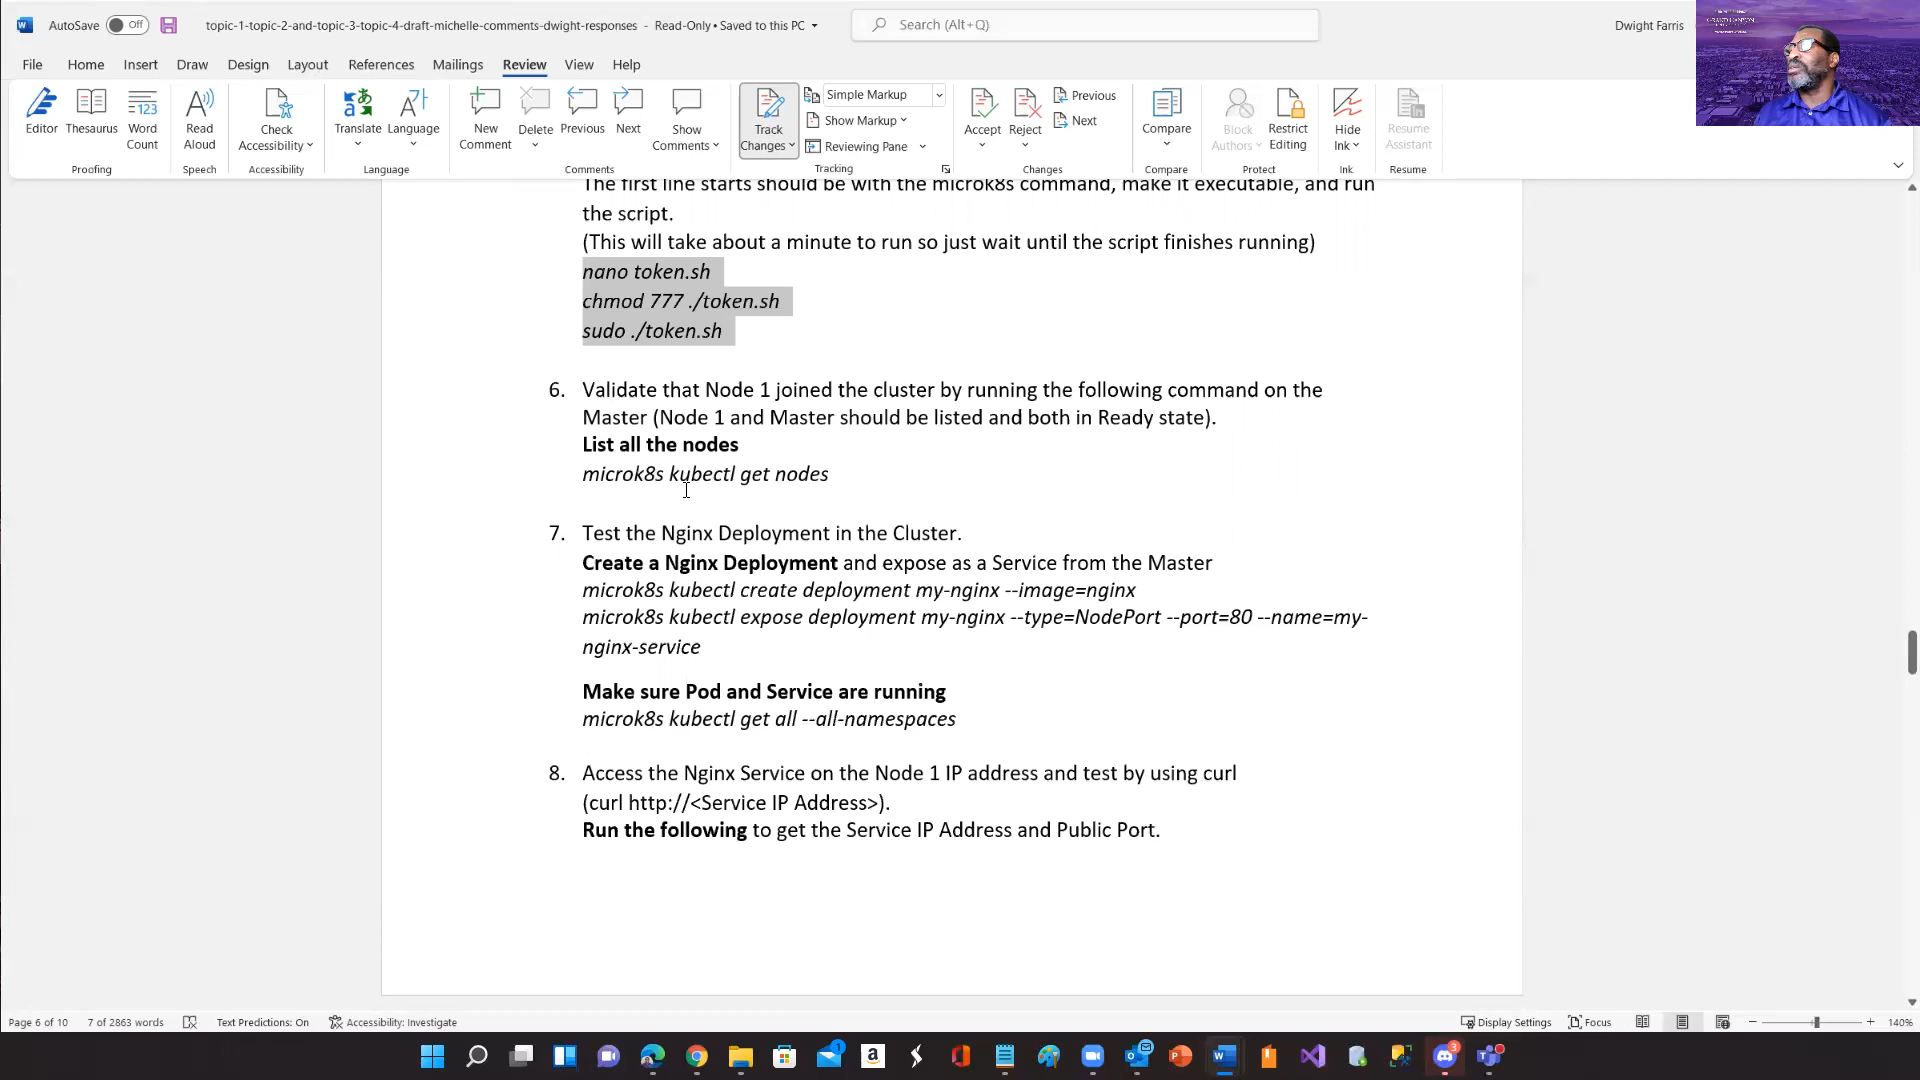 AutoSave Off topic-1-topic-2-and-topic-3-topic-4-draft-michelle-comments-dwight-responses - Read-Only • Saved to this PC Search (Alt+Q) Dwight Farris
File Home Insert Draw Design Layout References Mailings Review View Help
Editor
Thesaurus
Word
Count
Proofing
Read
Aloud
Speech
Check
Accessibility
Accessibility
Translate
Language
Language
New
Comment
Delete
Previous
Next
Show
Comments
Comments
Track
Changes
Simple Markup
Show Markup
Reviewing Pane
Tracking
Accept
Reject
Previous
Next
Changes
Compare
Compare
Block
Authors
Restrict
Editing
Protect
Hide
Ink
Ink
Resume
Assistant
Resume
The first line starts should be with the microk8s command, make it executable, and run
the script.
(This will take about a minute to run so just wait until the script finishes running)
nano token.sh
chmod 777 ./token.sh
sudo ./token.sh
6. Validate that Node 1 joined the cluster by running the following command on the
Master (Node 1 and Master should be listed and both in Ready state).
List all the nodes
microk8s kubectl get nodes
7. Test the Nginx Deployment in the Cluster.
Create a Nginx Deployment and expose as a Service from the Master
microk8s kubectl create deployment my-nginx --image=nginx
microk8s kubectl expose deployment my-nginx --type=NodePort --port=80 --name=my-
nginx-service
Make sure Pod and Service are running
microk8s kubectl get all --all-namespaces
8. Access the Nginx Service on the Node 1 IP address and test by using curl
(curl http://<Service IP Address>).
Run the following to get the Service IP Address and Public Port.
Page 6 of 10 7 of 2863 words Text Predictions: On Accessibility: Investigate Display Settings Focus 140%